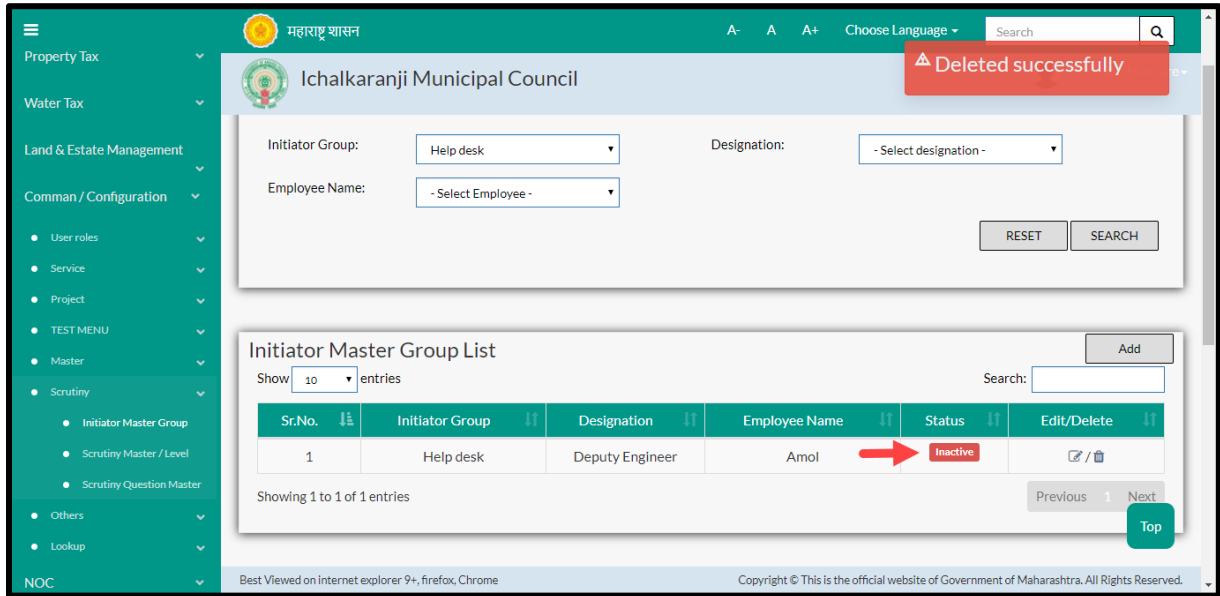 महाराष्ट्र शासन
A- A A+ Choose Language Search
Deleted successfully
Ichalkaranji Municipal Council
Property Tax
Water Tax
Land & Estate Management
Comman / Configuration
User roles
Service
Project
TEST MENU
Master
Scrutiny
Initiator Master Group
Scrutiny Master / Level
Scrutiny Question Master
Others
Lookup
NOC
Initiator Group: Help desk Designation: - Select designation -
Employee Name: - Select Employee -
RESET SEARCH
Initiator Master Group List Add
Show 10 entries Search:
Sr.No. Initiator Group Designation Employee Name Status Edit/Delete
1 Help desk Deputy Engineer Amol Inactive /
Showing 1 to 1 of 1 entries Previous 1 Next
Top
Best Viewed on internet explorer 9+, firefox, Chrome Copyright © This is the official website of Government of Maharashtra. All Rights Reserved.